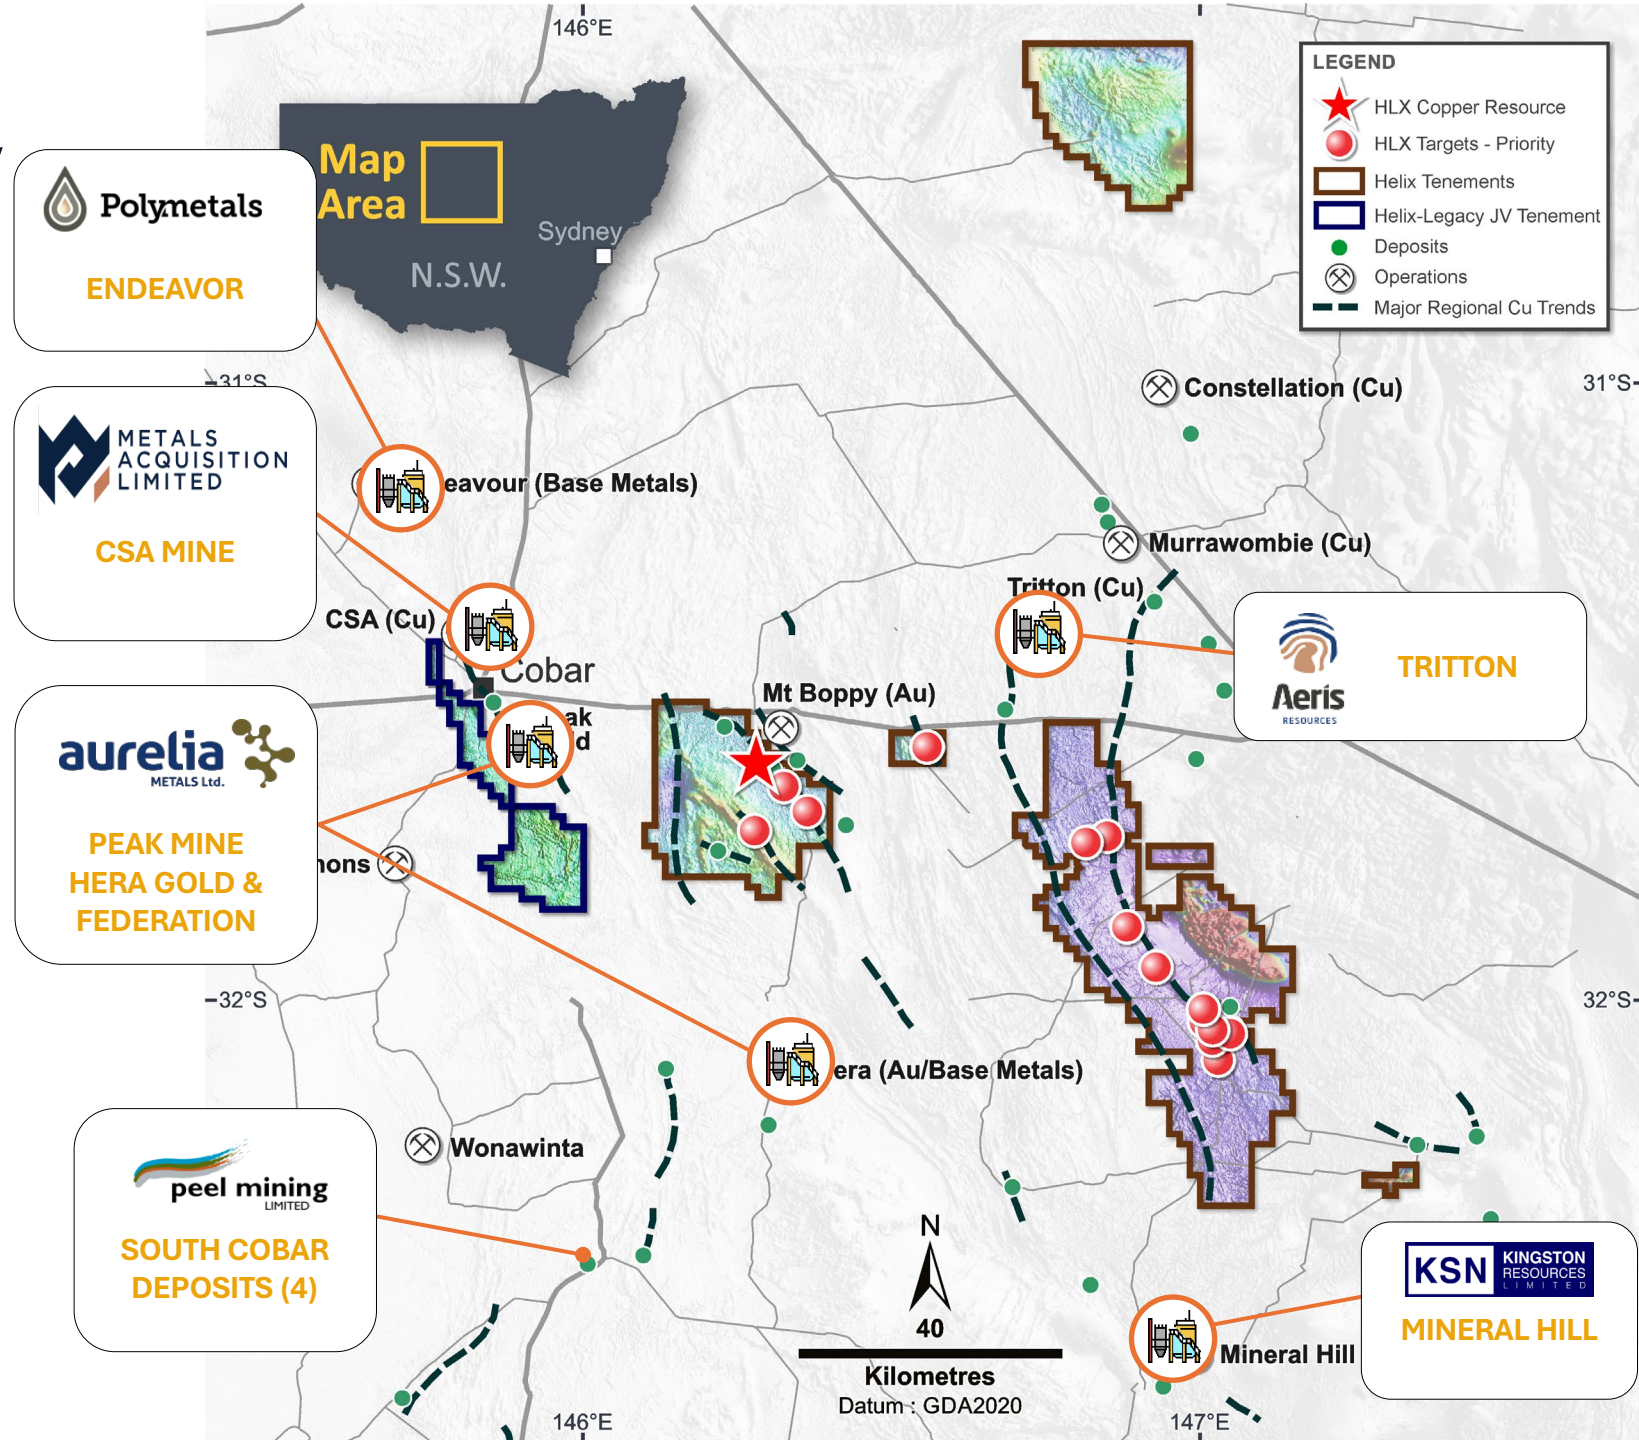 146°E
LEGEND
HLX Copper Resource
HLX Targets - Priority
Helix Tenements
Helix-Legacy JV Tenement
Deposits
Operations
Major Regional Cu Trends
Map
Area
Sydney
N.S.W.
Polymetals
ENDEAVOR
31°S
31°S
METALS
ACQUISITION
LIMITED
CSA MINE
Constellation (Cu)
eavour (Base Metals)
Murrawombie (Cu)
Tritton (Cu)
CSA (Cu)
Cobar
Aeris
RESOURCES
TRITTON
Mt Boppy (Au)
ak
d
aurelia
METALS Ltd.
PEAK MINE
HERA GOLD &
FEDERATION
nons
32°S
32°S
era (Au/Base Metals)
Wonawinta
peel mining
LIMITED
SOUTH COBAR
DEPOSITS (4)
N
40
Kilometres
Datum : GDA2020
KSN
KINGSTON
RESOURCES
LIMITED
MINERAL HILL
Mineral Hill
146°E
147°E